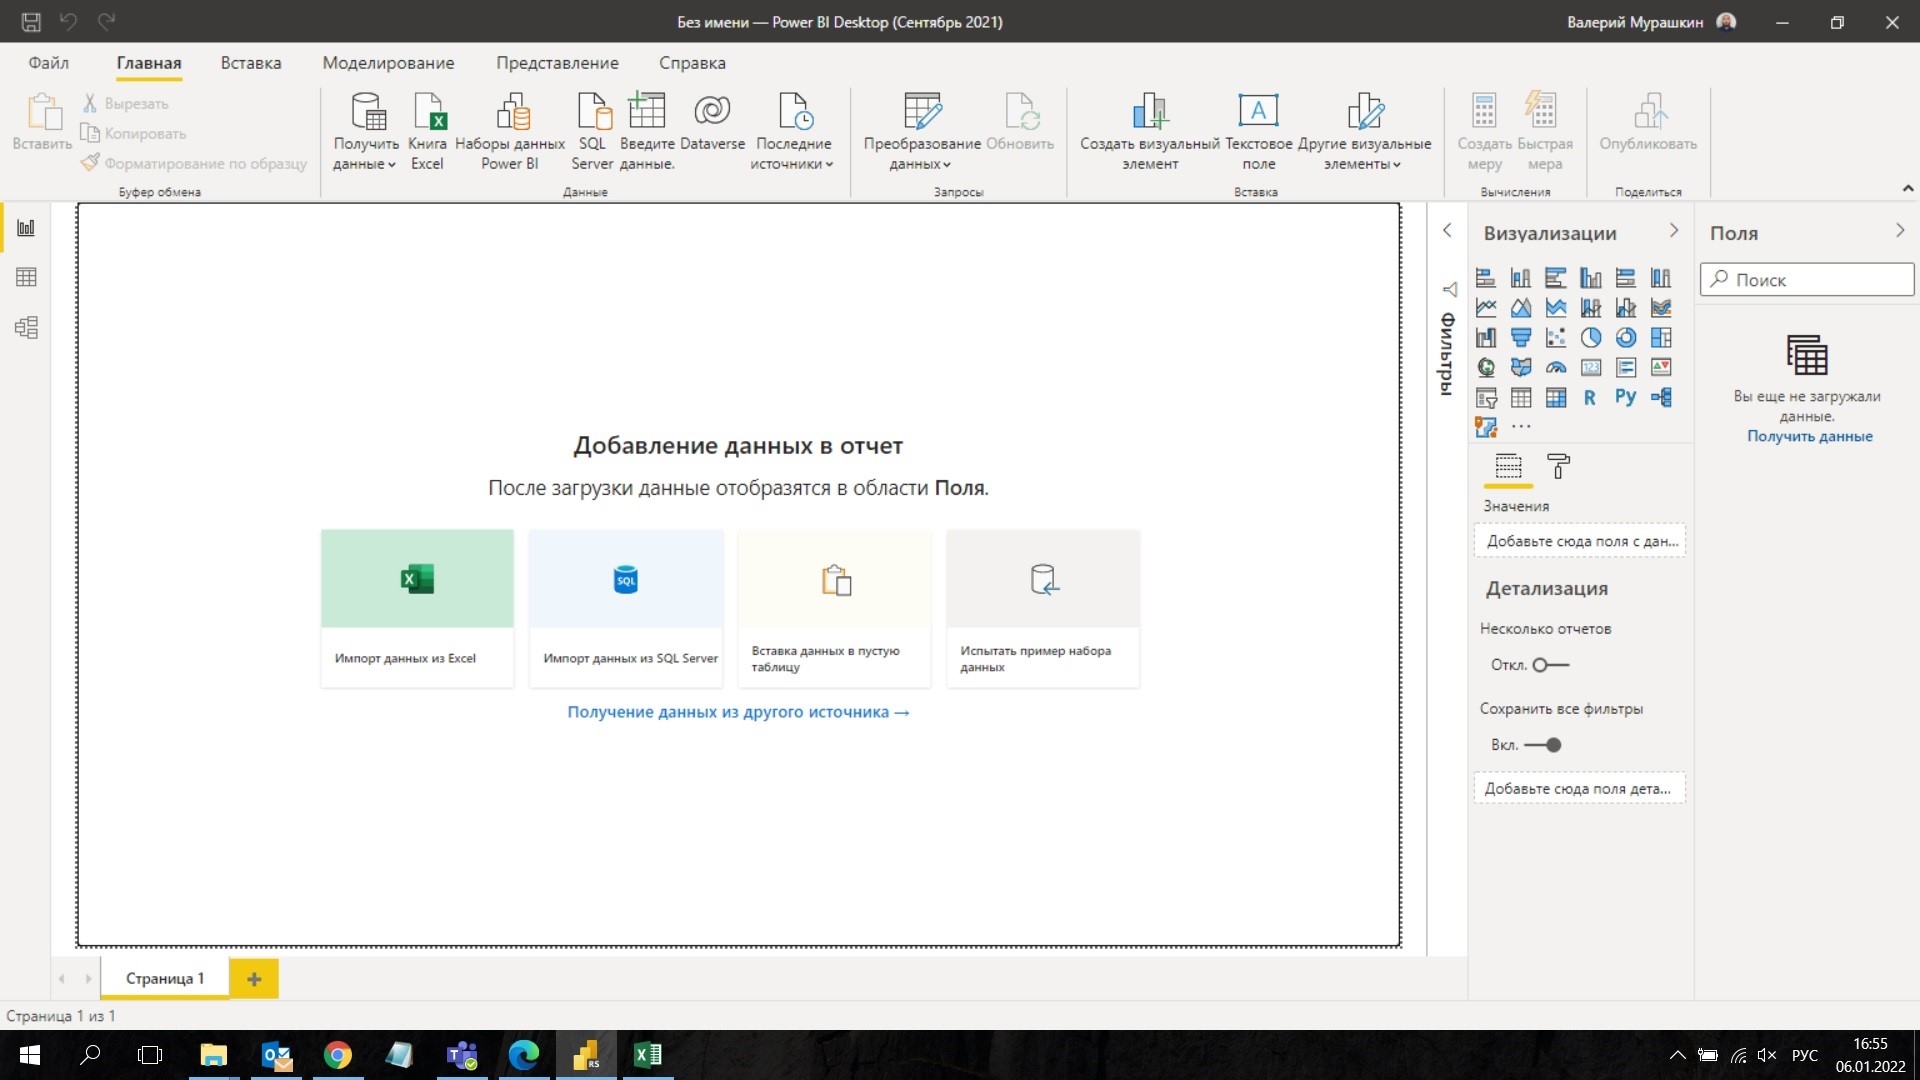 Без имени — Power BI Desktop (Сентябрь 2021)
Валерий Мурашкин
Файл
Главная
Вставка
Моделирование
Представление
Справка
Вставить
Вырезать
Копировать
Форматирование по образцу
Буфер обмена
Получить
данные
Книга
Excel
Наборы данных
Power BI
SQL
Server
Введите
данные.
Dataverse
Последние
источники
Данные
Преобразование
данных
Обновить
Запросы
Создать визуальный
элемент
A
Текстовое
поле
Другие визуальные
элементы
Вставка
Создать
меру
Быстрая
мера
Вычисления
Опубликовать
Поделиться
Добавление данных в отчет
После загрузки данные отобразятся в области Поля.
SQL
Импорт данных из Excel
Импорт данных из SQL Server
Вставка данных в пустую
таблицу
Испытать пример набора
данных
Получение данных из другого источника →
Фильтры
Визуализации
123
R
Py
...
Значения
Добавьте сюда поля с дан...
Детализация
Несколько отчетов
Откл.
Сохранить все фильтры
Вкл.
Добавьте сюда поля дета...
Поля
Поиск
Вы еще не загружали
данные.
Получить данные
Страница 1
Страница 1 из 1
RS
РУС
16:55
06.01.2022